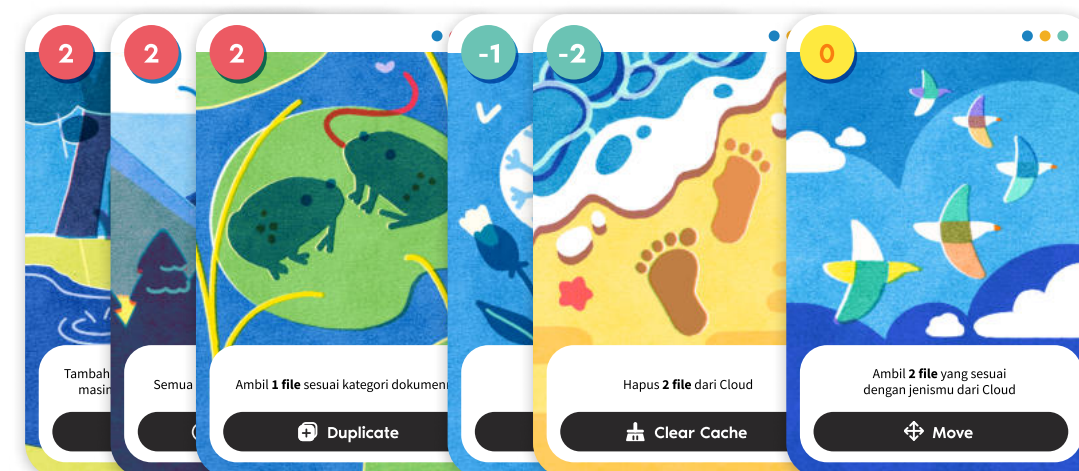 2
2
2
-1
-2
0
Tambah
masin
Semua
Ambil 1 file sesuai kategori dokumenn
Hapus 2 file dari Cloud
Ambil 2 file yang sesuai
dengan jenismu dari Cloud
Duplicate
Clear Cache
Move